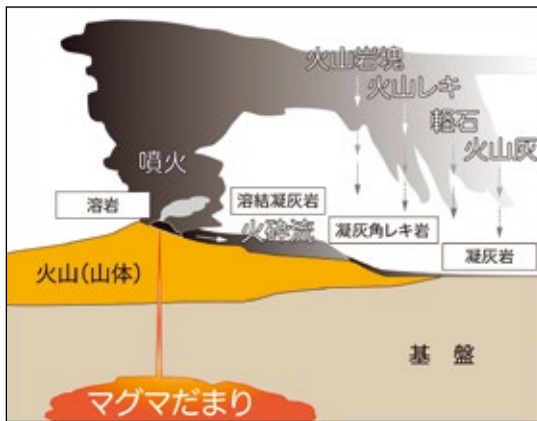 火山岩塊
火山レキ
軽石
火山灰
噴火
溶岩
溶結凝灰岩
火砕流
凝灰角レキ岩
凝灰岩
火山(山体)
基 盤
マグマだまり